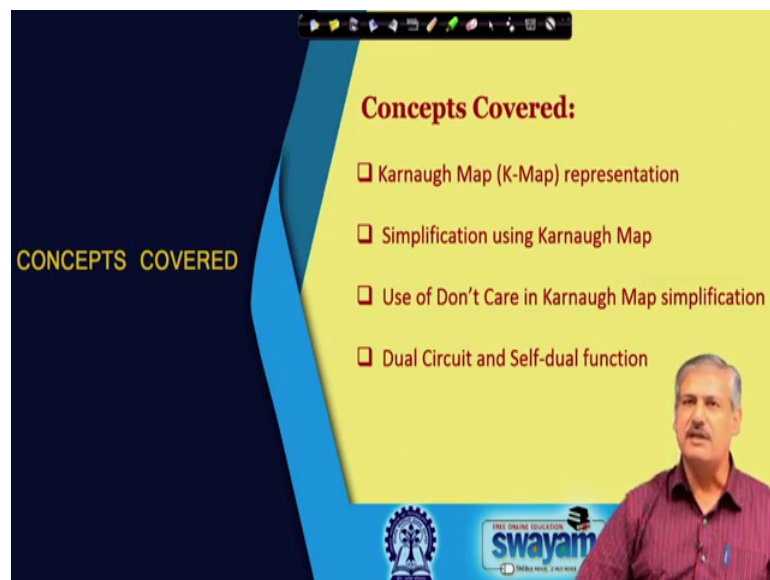 Concepts Covered:
Karnaugh Map (K-Map) representation
Simplification using Karnaugh Map
CONCEPTS COVERED
Use of Don't Care in Karnaugh Map simplification
Dual Circuit and Self-dual function
FREE ONLINE EDUCATION
swayam